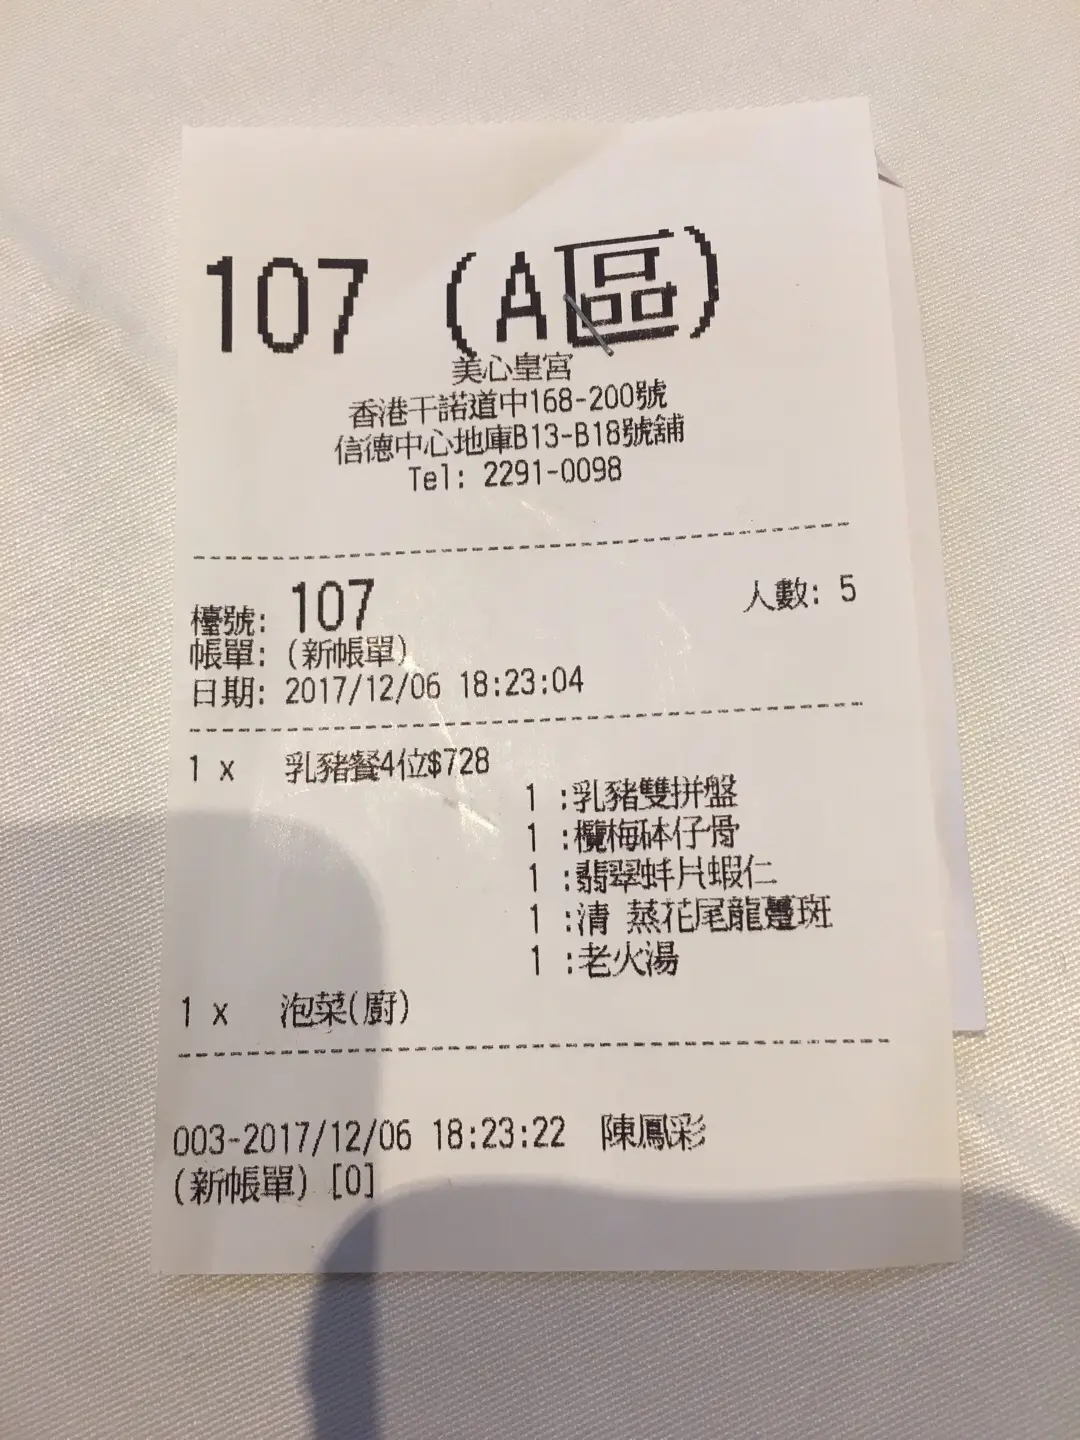 107 (A區)
美心皇宮
香港干諾道中168-200號
信德中心地庫B13-B18號舖
Tel: 2291-0098
檯號: 107 人數: 5
帳單: (新帳單)
日期: 2017/12/06 18:23:04
1 x 乳豬餐4位$728
1 :乳豬雙拼盤
1 :欖梅砵仔骨
1 :翡翠蚌片蝦仁
1 :清 蒸花尾龍躉斑
1 :老火湯
1 x 泡菜(廚)
003-2017/12/06 18:23:22 陳鳳彩
(新帳單) [0]